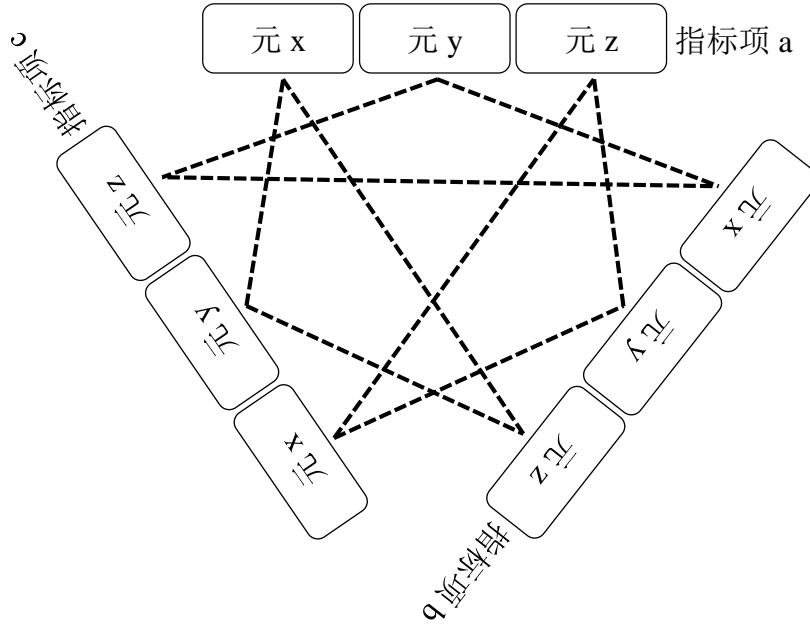 元 x 元 y 元 z 指标项 a
元 x
元 y
元 z
指标项 b
元 x
元 y
元 z
指标项 c